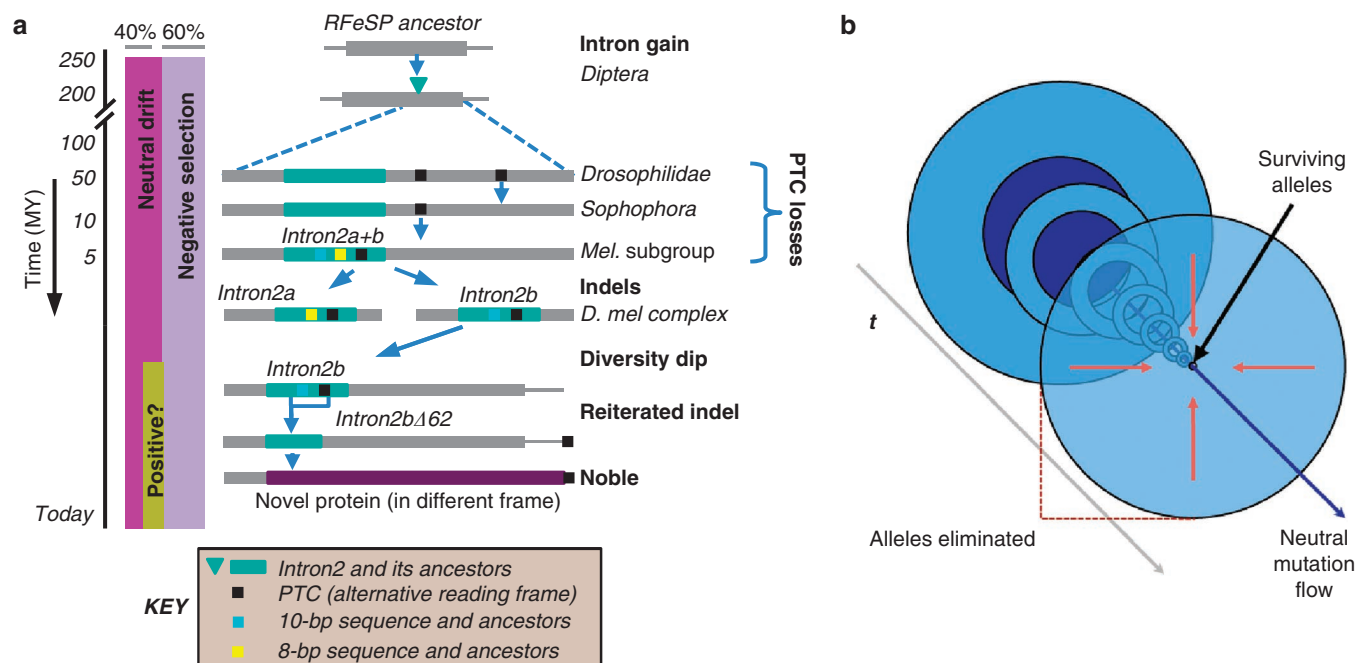 a
40% 60%
250
200
100
50
10
5
Today
Time (MY)
Neutral drift
Negative selection
Positive?
RFeSP ancestor
Intron gain
Diptera
Drosophilidae
Sophophora
Intron2a+b
Mel. subgroup
PTC losses
Indels
Intron2a
Intron2b
D. mel complex
Diversity dip
Intron2b
Reiterated indel
Intron2bΔ62
Noble
Novel protein (in different frame)
KEY
Intron2 and its ancestors
PTC (alternative reading frame)
10-bp sequence and ancestors
8-bp sequence and ancestors
b
Surviving
alleles
t
Alleles eliminated
Neutral
mutation
flow